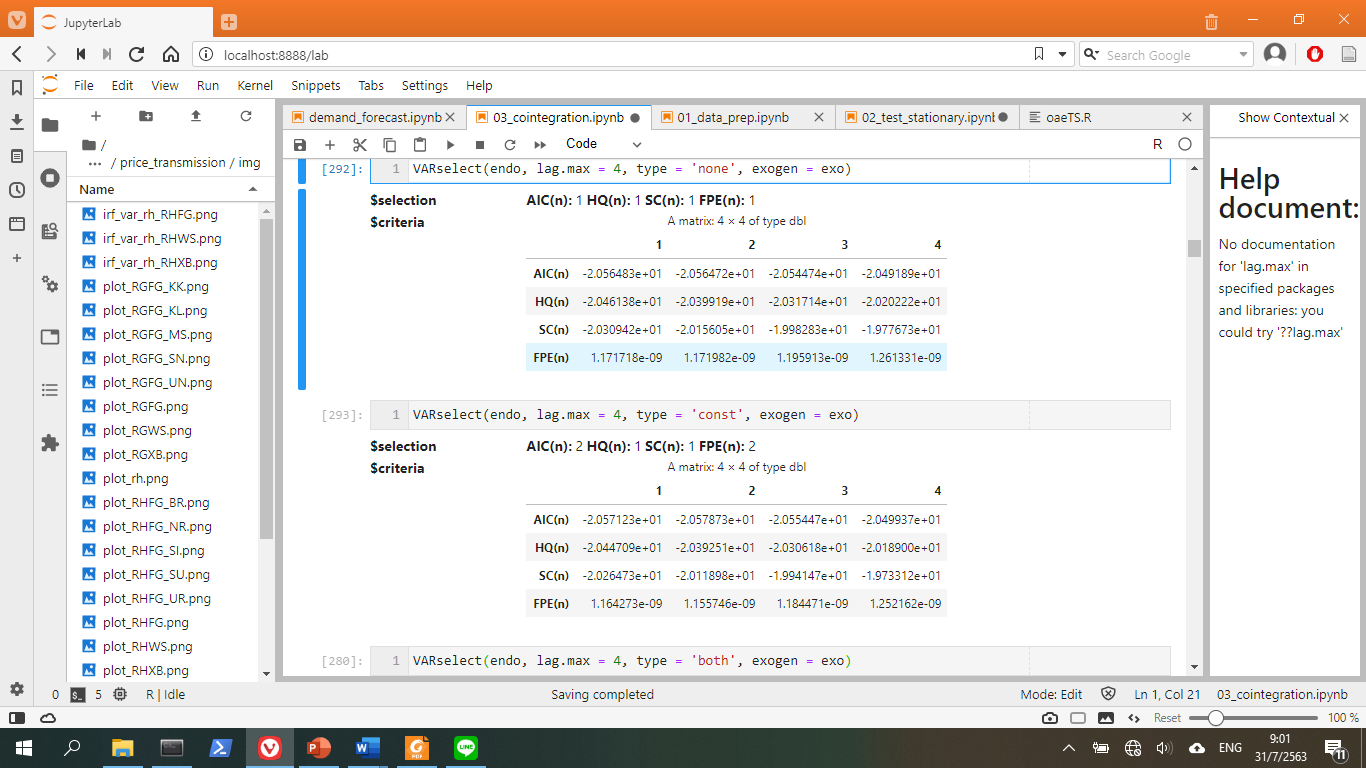 JupyterLab
localhost:8888/lab
Search Google
File Edit View Run Kernel Snippets Tabs Settings Help
demand_forecast.ipynb
03_cointegration.ipynb
01_data_prep.ipynb
02_test_stationary.ipynb
oaeTS.R
Show Contextual
/
... / price_transmission / img
Code
R
Name
irf_var_rh_RHFG.png
irf_var_rh_RHWS.png
irf_var_rh_RHXB.png
plot_RGFG_KK.png
plot_RGFG_KL.png
plot_RGFG_MS.png
plot_RGFG_SN.png
plot_RGFG_UN.png
plot_RGFG.png
plot_RGWS.png
plot_RGXB.png
plot_rh.png
plot_RHFG_BR.png
plot_RHFG_NR.png
plot_RHFG_SI.png
plot_RHFG_SU.png
plot_RHFG_UR.png
plot_RHFG.png
plot_RHWS.png
plot_RHXB.png
[292]: 1 VARselect(endo, lag.max = 4, type = 'none', exogen = exo)
$selection AIC(n): 1 HQ(n): 1 SC(n): 1 FPE(n): 1
$criteria A matrix: 4 × 4 of type dbl
1 2 3 4
AIC(n) -2.056483e+01 -2.056472e+01 -2.054474e+01 -2.049189e+01
HQ(n) -2.046138e+01 -2.039919e+01 -2.031714e+01 -2.020222e+01
SC(n) -2.030942e+01 -2.015605e+01 -1.998283e+01 -1.977673e+01
FPE(n) 1.171718e-09 1.171982e-09 1.195913e-09 1.261331e-09
[293]: 1 VARselect(endo, lag.max = 4, type = 'const', exogen = exo)
$selection AIC(n): 2 HQ(n): 1 SC(n): 1 FPE(n): 2
$criteria A matrix: 4 × 4 of type dbl
1 2 3 4
AIC(n) -2.057123e+01 -2.057873e+01 -2.055447e+01 -2.049937e+01
HQ(n) -2.044709e+01 -2.039251e+01 -2.030618e+01 -2.018900e+01
SC(n) -2.026473e+01 -2.011898e+01 -1.994147e+01 -1.973312e+01
FPE(n) 1.164273e-09 1.155746e-09 1.184471e-09 1.252162e-09
[280]: 1 VARselect(endo, lag.max = 4, type = 'both', exogen = exo)
Help
document:
No documentation
for 'lag.max' in
specified packages
and libraries: you
could try '??lag.max'
0 5 R | Idle
Saving completed
Mode: Edit Ln 1, Col 21 03_cointegration.ipynb
Reset 100 %
ENG
9:01
31/7/2563
11